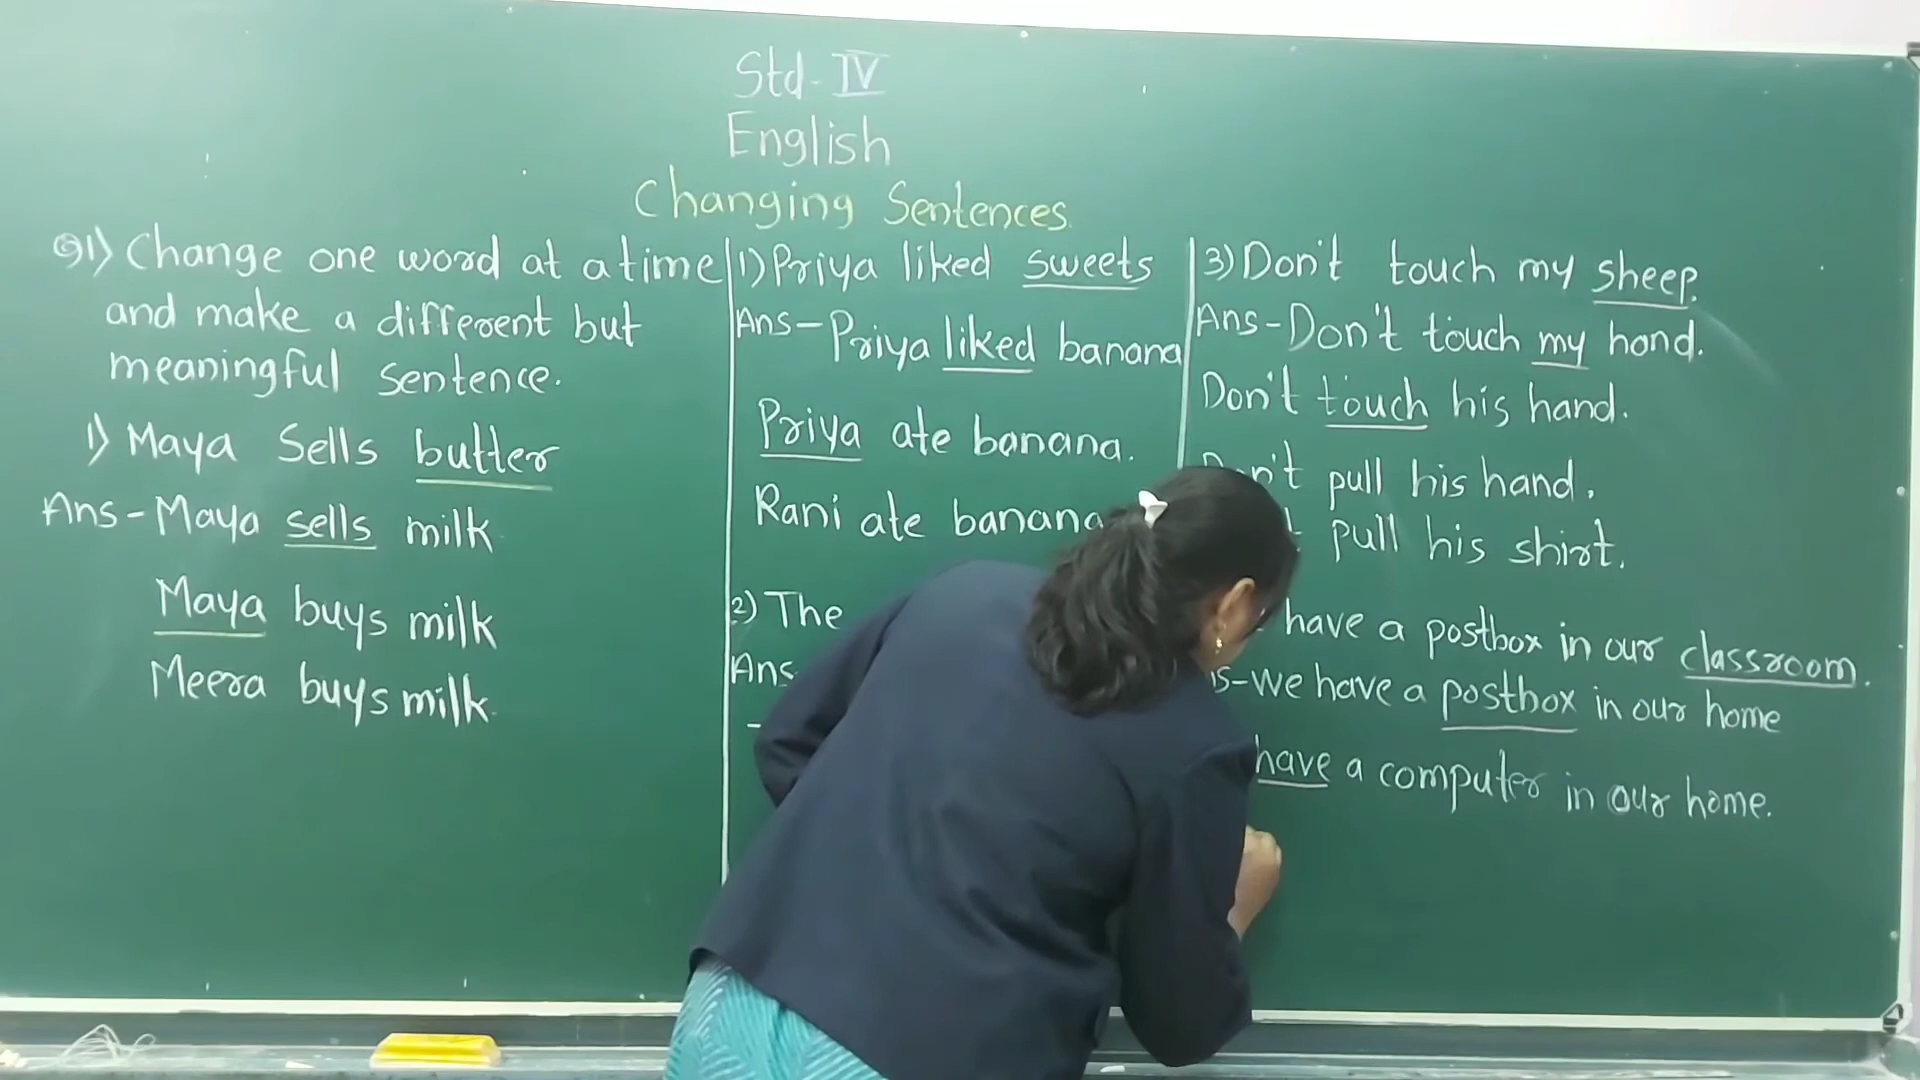 Std-IV
English
Changing Sentences.
Q1) Change one word at a time
and make a different but
meaningful sentence.
1) Maya Sells butter
Ans- Maya sells milk
Maya buys milk
Meera buys milk.
1) Priya liked sweets
Ans- Priya liked banana
Priya ate banana.
Rani ate banana
2) The
Ans
3) Don't touch my sheep.
Ans- Don't touch my hand.
Don't touch his hand.
Don't pull his hand.
pull his shirt.
have a postbox in our classroom.
We have a postbox in our home
have a computer in our home.